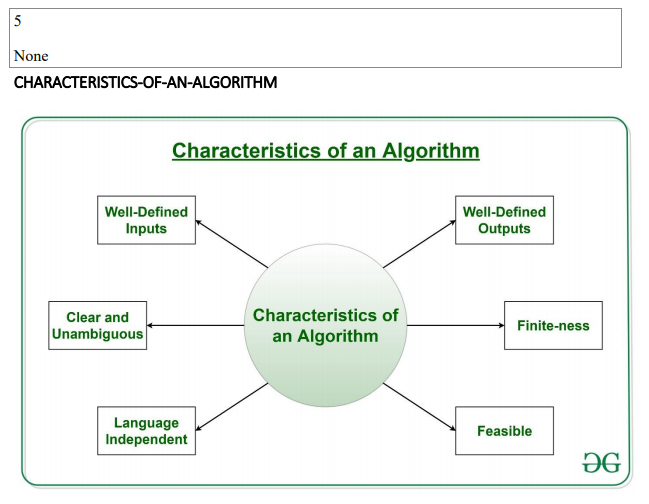 5
None
CHARACTERISTICS-OF-AN-ALGORITHM
Characteristics of an Algorithm
Well-Defined
Inputs
Well-Defined
Outputs
Clear and
Unambiguous
Characteristics of
an Algorithm
Finite-ness
Language
Independent
Feasible